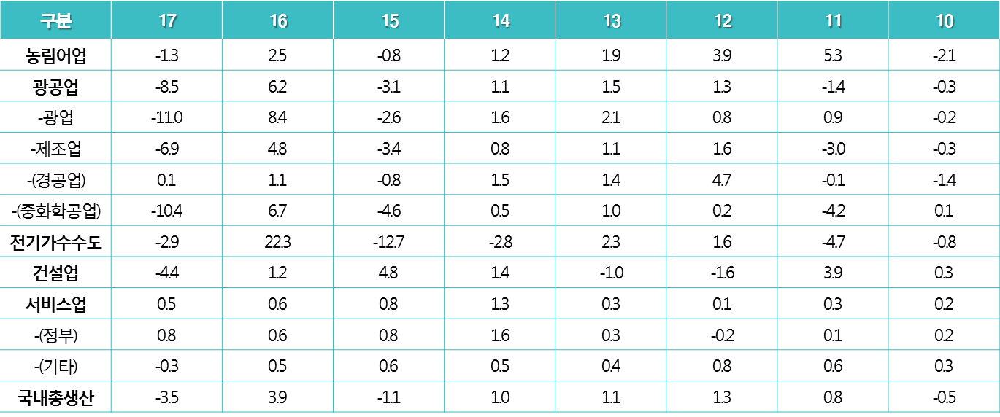 구분 17 16 15 14 13 12 11 10
농림어업 -1.3 2.5 -0.8 1.2 1.9 3.9 5.3 -2.1
광공업 -8.5 6.2 -3.1 1.1 1.5 1.3 -1.4 -0.3
-광업 -11.0 8.4 -2.6 1.6 2.1 0.8 0.9 -0.2
-제조업 -6.9 4.8 -3.4 0.8 1.1 1.6 -3.0 -0.3
-(경공업) 0.1 1.1 -0.8 1.5 1.4 4.7 -0.1 -1.4
-(중화학공업) -10.4 6.7 -4.6 0.5 1.0 0.2 -4.2 0.1
전기가수수도 -2.9 22.3 -12.7 -2.8 2.3 1.6 -4.7 -0.8
건설업 -4.4 1.2 4.8 1.4 -1.0 -1.6 3.9 0.3
서비스업 0.5 0.6 0.8 1.3 0.3 0.1 0.3 0.2
-(정부) 0.8 0.6 0.8 1.6 0.3 -0.2 0.1 0.2
-(기타) -0.3 0.5 0.6 0.5 0.4 0.8 0.6 0.3
국내총생산 -3.5 3.9 -1.1 1.0 1.1 1.3 0.8 -0.5